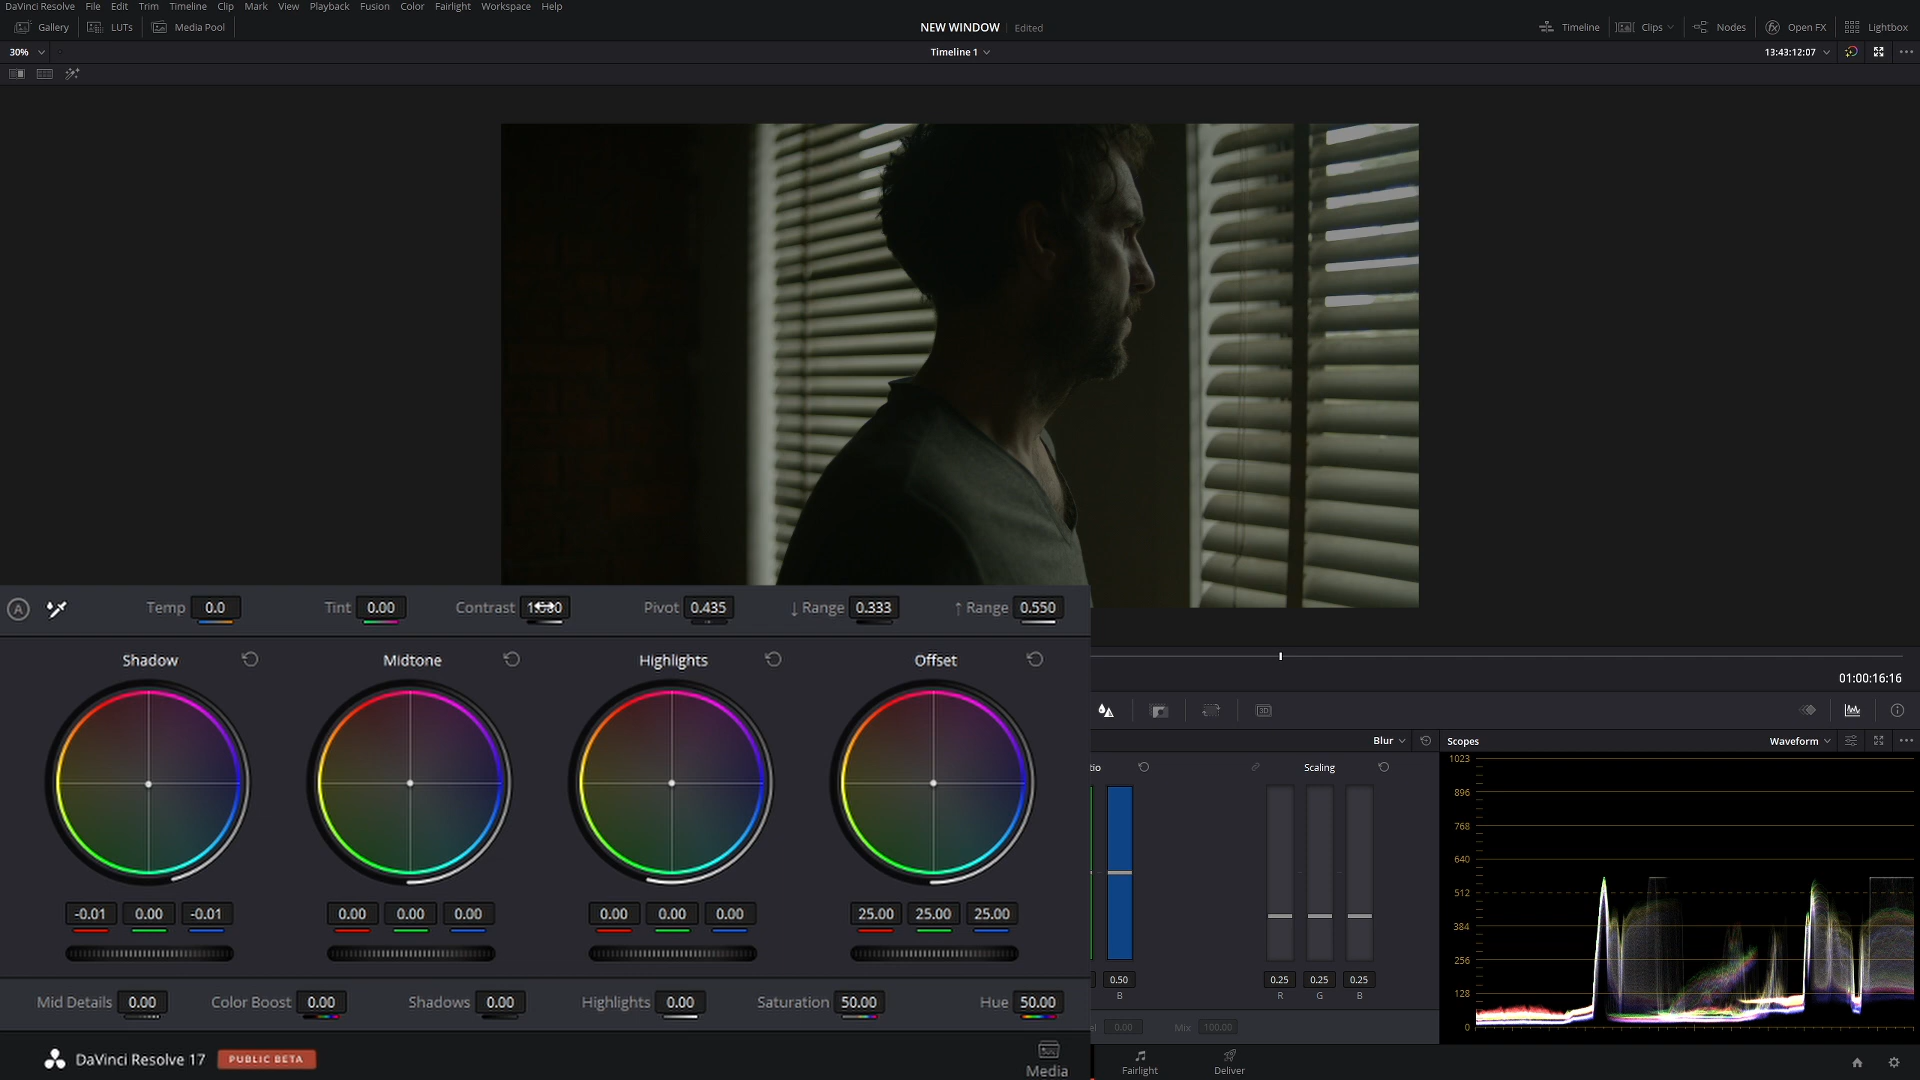 DaVinci Resolve File Edit Trim Timeline Clip Mark View Playback Fusion Color Fairlight Workspace Help
Gallery LUTs Media Pool NEW WINDOW Edited Timeline Clips Nodes Open FX Lightbox
30% Timeline 1 13:43:12:07
A Temp 0.0 Tint 0.00 Contrast Pivot 0.435 ↓ Range 0.333 ↑ Range 0.550
01:00:16:16
Shadow Midtone Highlights Offset
3D
Blur
tio Scaling
-0.01 0.00 -0.01 0.00 0.00 0.00 0.00 0.00 0.00 25.00 25.00 25.00
0.50 0.25 0.25 0.25
B R G B
Mid Details 0.00 Color Boost 0.00 Shadows 0.00 Highlights 0.00 Saturation 50.00 Hue 50.00
el 0.00 Mix 100.00
Scopes Waveform
1023
896
768
640
512
384
256
128
0
DaVinci Resolve 17 PUBLIC BETA Media Fairlight Deliver